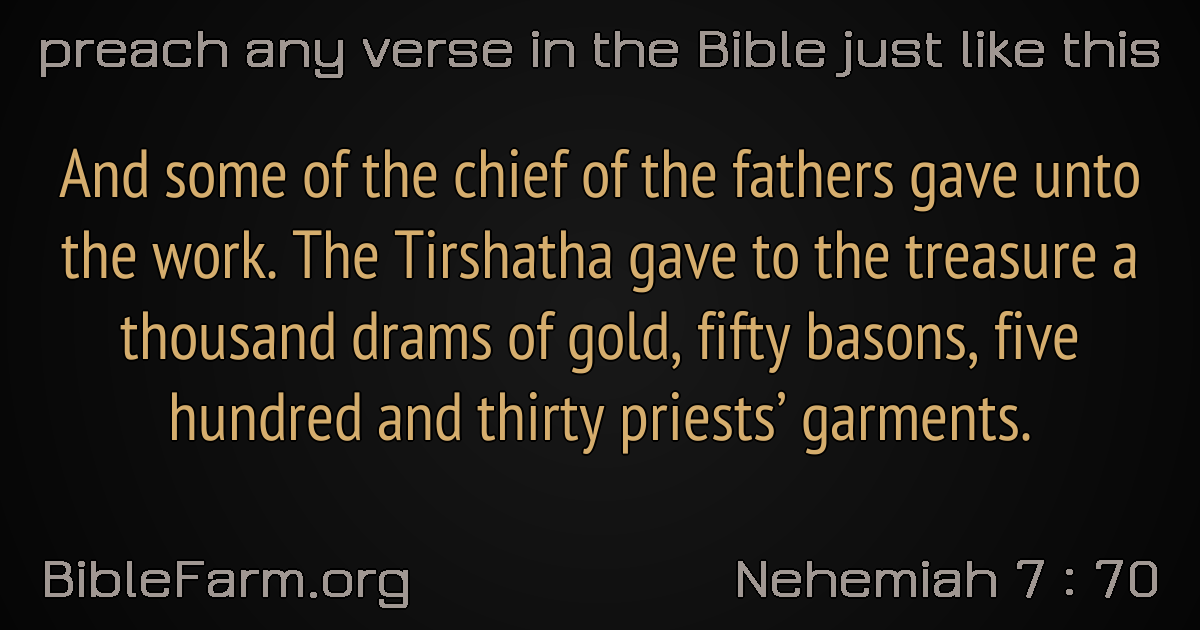 preach any verse in the Bible just like this
And some of the chief of the fathers gave unto
the work. The Tirshatha gave to the treasure a
thousand drams of gold, fifty basons, five
hundred and thirty priests’ garments.
BibleFarm.org
Nehemiah 7 : 70